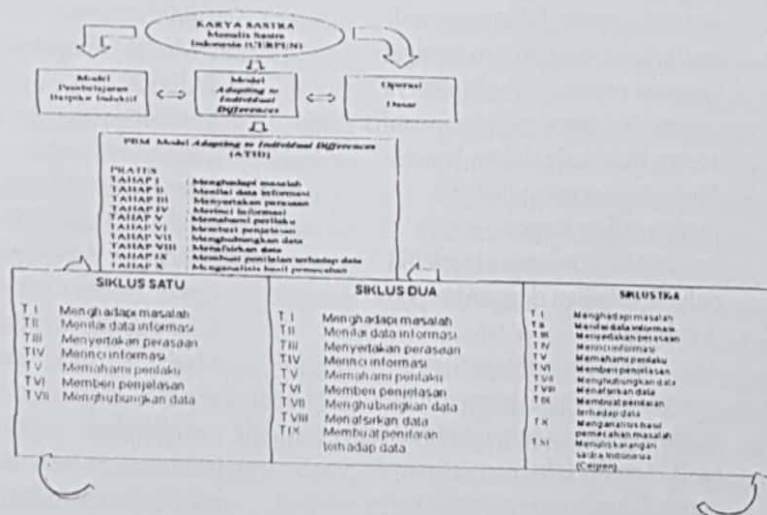 KARYA SASTRA
Menulis Sastra
Indonesia (CERPEN)
Model
Pembelajaran
Berpikir Induktif
Model
Adapting to
Individual
Differences
Operasi
Dasar
PBM Model Adapting to Individual Differences
(ATID)
PRATES
TAHAP I : Menghadapi masalah
TAHAP II : Menilai data informasi
TAHAP III : Menyertakan perasaan
TAHAP IV : Merinci informasi
TAHAP V : Memahami perilaku
TAHAP VI : Membuat penjelasan
TAHAP VII : Menghubungkan data
TAHAP VIII : Menafsirkan data
TAHAP IX : Membuat penilaian terhadap data
TAHAP X : Menganalisis hasil pemecahan
SIKLUS SATU
T I Menghadapi masalah
T II Menilai data informasi
T III Menyertakan perasaan
T IV Merinci informasi
T V Memahami perilaku
T VI Memberi penjelasan
T VII Menghubungkan data
SIKLUS DUA
T I Menghadapi masalah
T II Menilai data informasi
T III Menyertakan perasaan
T IV Merinci informasi
T V Memahami perilaku
T VI Memberi penjelasan
T VII Menghubungkan data
T VIII Menafsirkan data
T IX Membuat penilaian
terhadap data
SIKLUS TIGA
T I Menghadapi masalah
T II Menilai data informasi
T III Menyertakan perasaan
T IV Merinci informasi
T V Memahami perilaku
T VI Memberi penjelasan
T VII Menghubungkan data
T VIII Menafsirkan data
T IX Membuat penilaian
terhadap data
T X Menganalisis hasil
pemecahan masalah
T XI Menulis karangan
sastra Indonesia
(Cerpen)